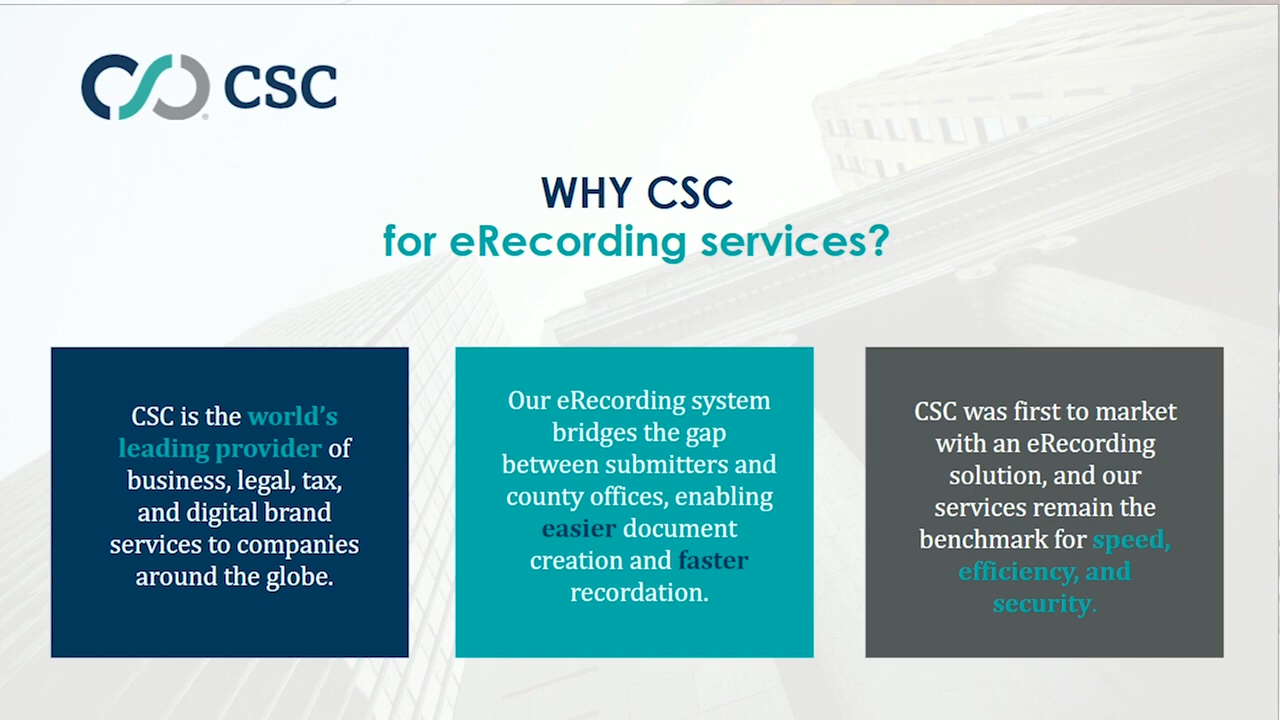 CSC
WHY CSC
for eRecording services?
CSC is the world's
leading provider of
business, legal, tax,
and digital brand
services to companies
around the globe.
Our eRecording system
bridges the gap
between submitters and
county offices, enabling
easier document
creation and faster
recordation.
CSC was first to market
with an eRecording
solution, and our
services remain the
benchmark for speed,
efficiency, and
security.